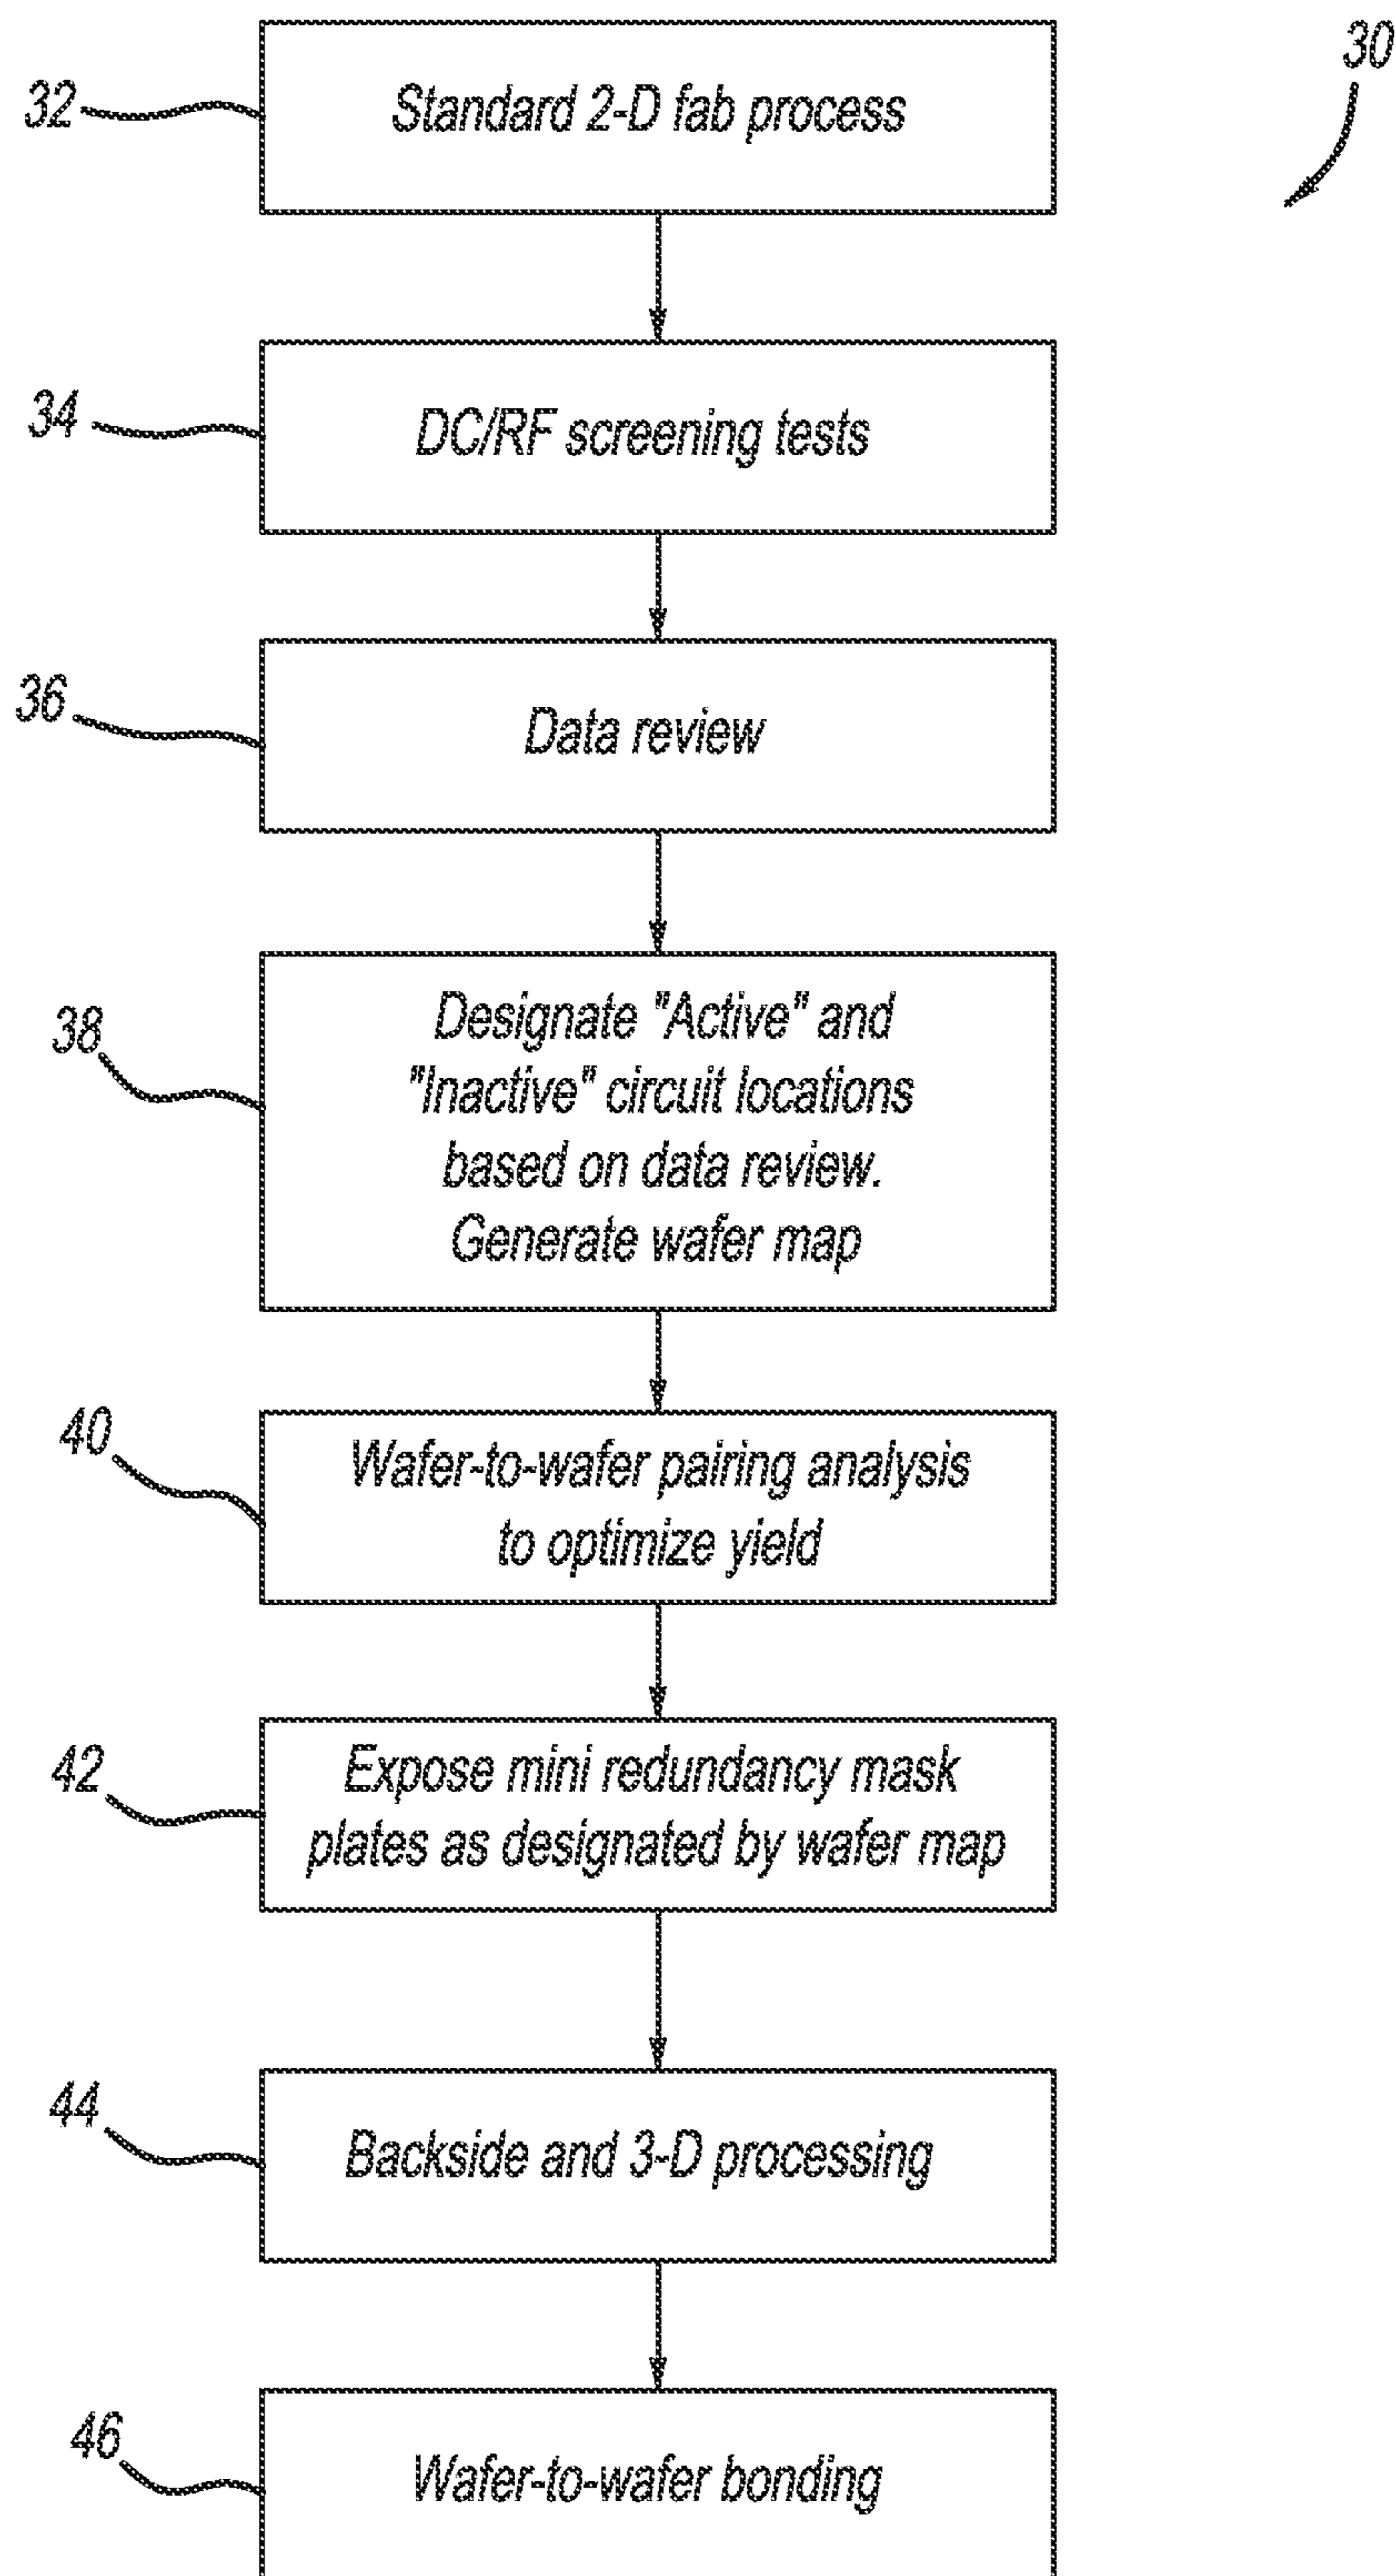 30
32
Standard 2-D fab process
34
DC/RF screening tests
36
Data review
38
Designate "Active" and
"Inactive" circuit locations
based on data review.
Generate wafer map
40
Wafer-to-wafer pairing analysis
to optimize yield
42
Expose mini redundancy mask
plates as designated by wafer map
44
Backside and 3-D processing
46
Wafer-to-wafer bonding